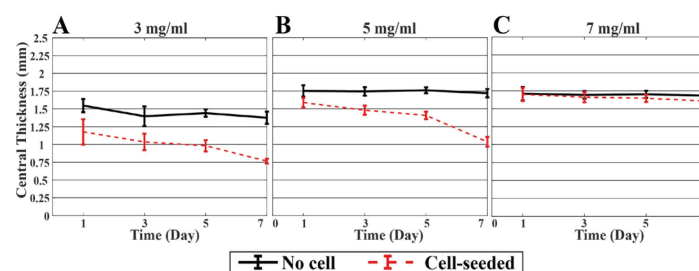 A 3 mg/ml B 5 mg/ml C 7 mg/ml
Central Thickness (mm)
2.5
2.25
2
1.75
1.5
1.25
1
0.75
0.5
0.25
0 0 0
1 3 5 7 1 3 5 7 1 3 5
Time (Day) Time (Day) Time (Day)
No cell Cell-seeded